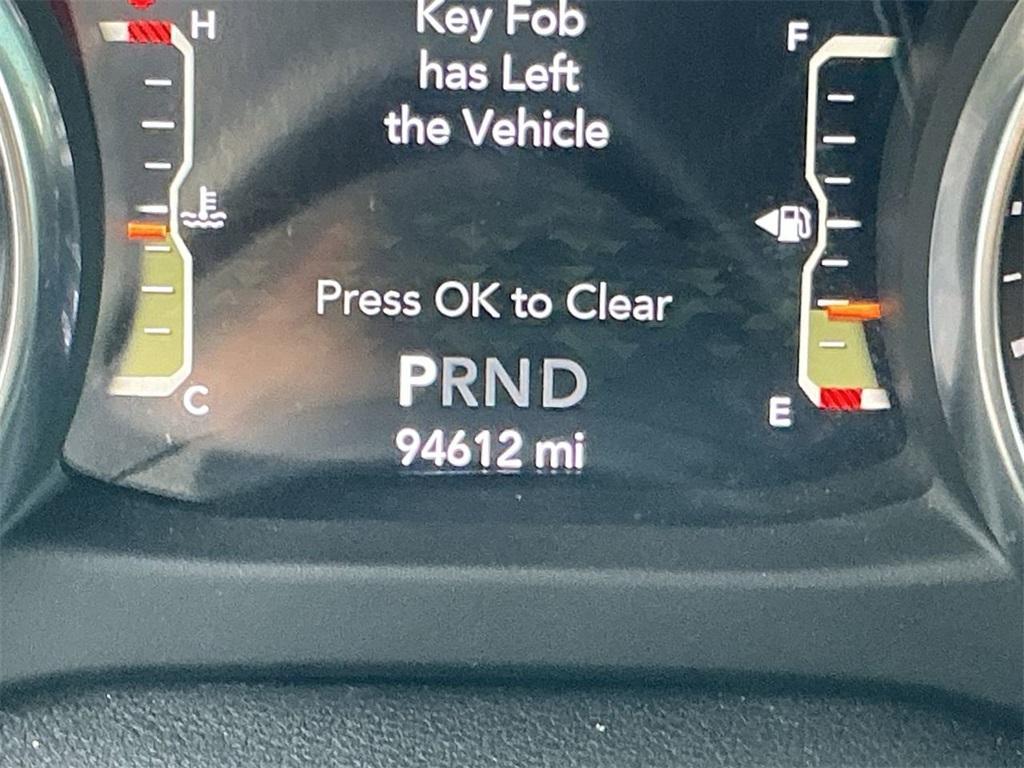 H
Key Fob
F
has Left
the Vehicle
Press OK to Clear
PRND
C
E
94612 mi